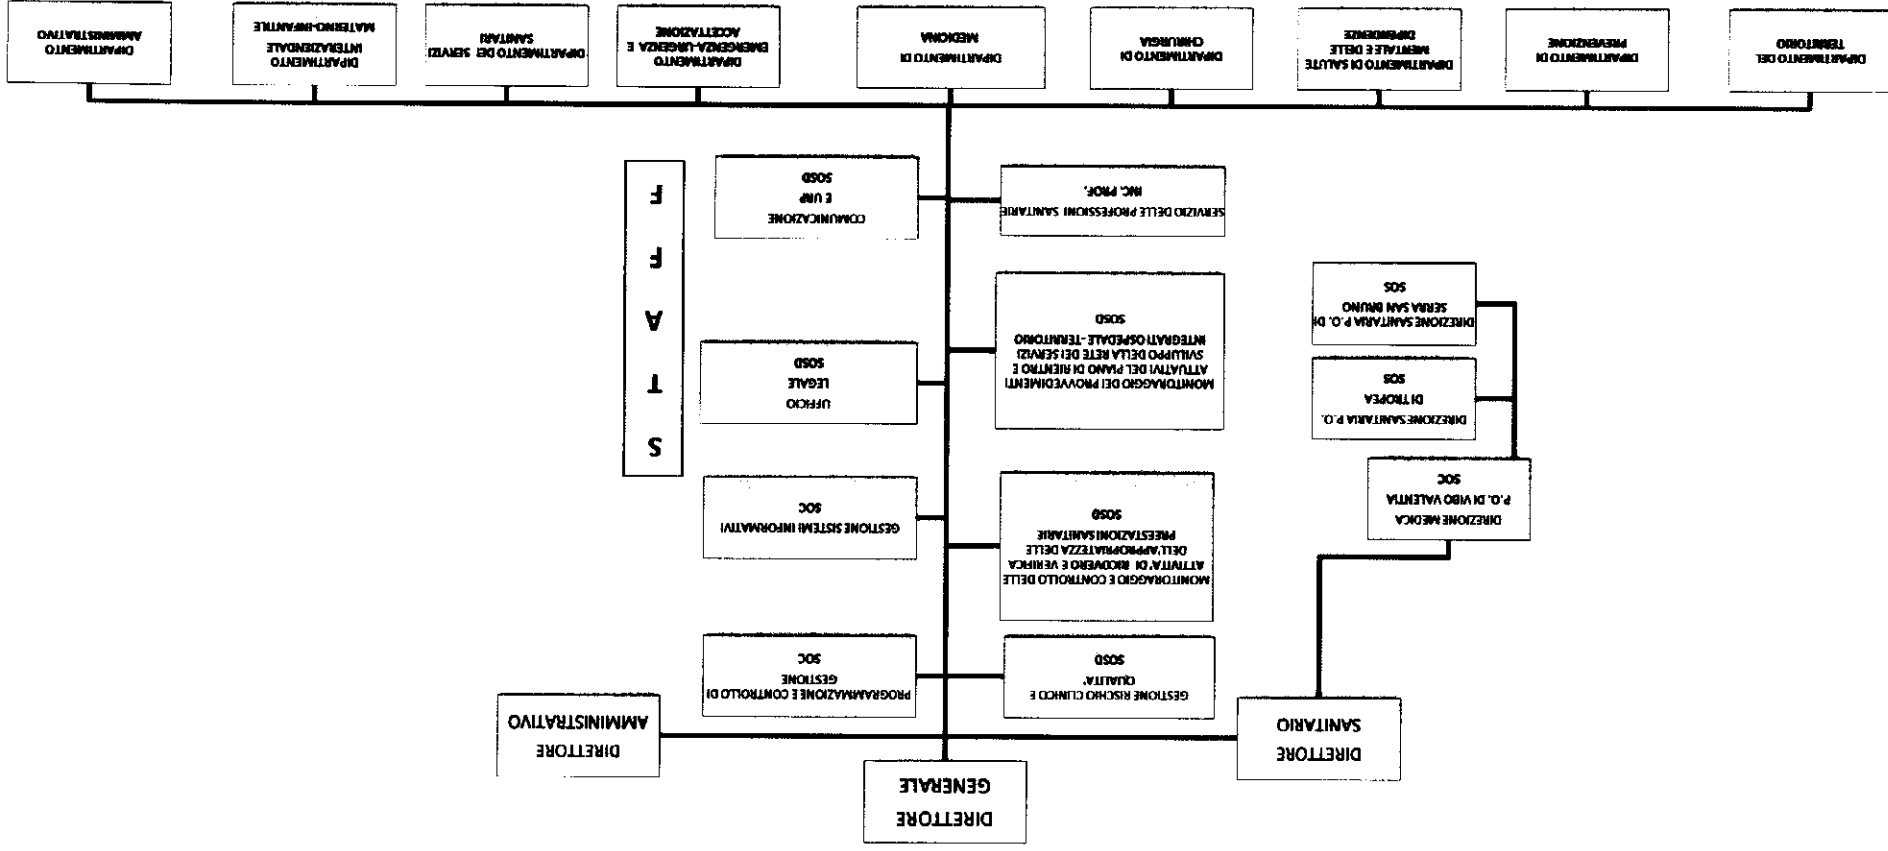 DIRETTORE
GENERALE
DIRETTORE
SANITARIO
DIRETTORE
AMMINISTRATIVO
GESTIONE RISCHIO CLINICO E
QUALITA'
SOSD
PROGRAMMAZIONE E CONTROLLO DI
GESTIONE
SOC
DIREZIONE MEDICA
P.O. DI VIBO VALENTIA
SOC
MONITORAGGIO E CONTROLLO DELLE
ATTIVITA' DI RICOVERO E VERIFICA
DELL'APPROPRIATEZZA DELLE
PREESTAZIONI SANITARIE
SOSD
GESTIONE SISTEMI INFORMATIVI
SOC
DIREZIONE SANITARIA P.O.
DI TROPEA
SOS
DIREZIONE SANITARIA P.O. DI
SERRA SAN BRUNO
SOS
MONITORAGGIO DEI PROVVEDIMENTI
ATTUATIVI DEL PIANO DI RIENTRO E
SVILUPPO DELLA RETE DEI SERVIZI
INTEGRATI OSPEDALE-TERRITORIO
SOSD
UFFICIO
LEGALE
SOSD
S
T
A
F
F
SERVIZIO DELLE PROFESSIONI SANITARIE
INC. PROF.
COMUNICAZIONE
E URP
SOSD
DIPARTIMENTO DEL
TERRITORIO
DIPARTIMENTO DI
PREVENZIONE
DIPARTIMENTO DI SALUTE
MENTALE E DELLE
DIPENDENZE
DIPARTIMENTO DI
CHIRURGIA
DIPARTIMENTO DI
MEDICINA
DIPARTIMENTO
EMERGENZA-URGENZA E
ACCETTAZIONE
DIPARTIMENTO DEI SERVIZI
SANITARI
DIPARTIMENTO
INTERAZIENDALE
MATERNO-INFANTILE
DIPARTIMENTO
AMMINISTRATIVO